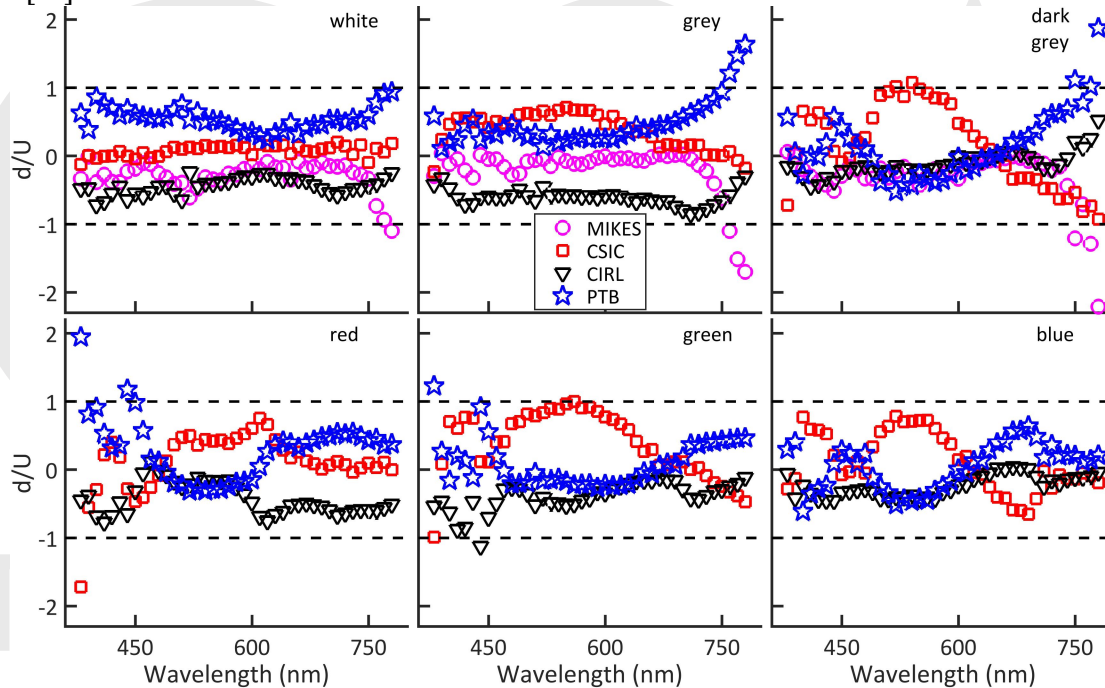 white
grey
dark
grey
2
1
0
-1
-2
d/U
MIKES
CSIC
CIRL
PTB
red
green
blue
2
1
0
-1
-2
d/U
450 600 750 450 600 750 450 600 750
Wavelength (nm) Wavelength (nm) Wavelength (nm)